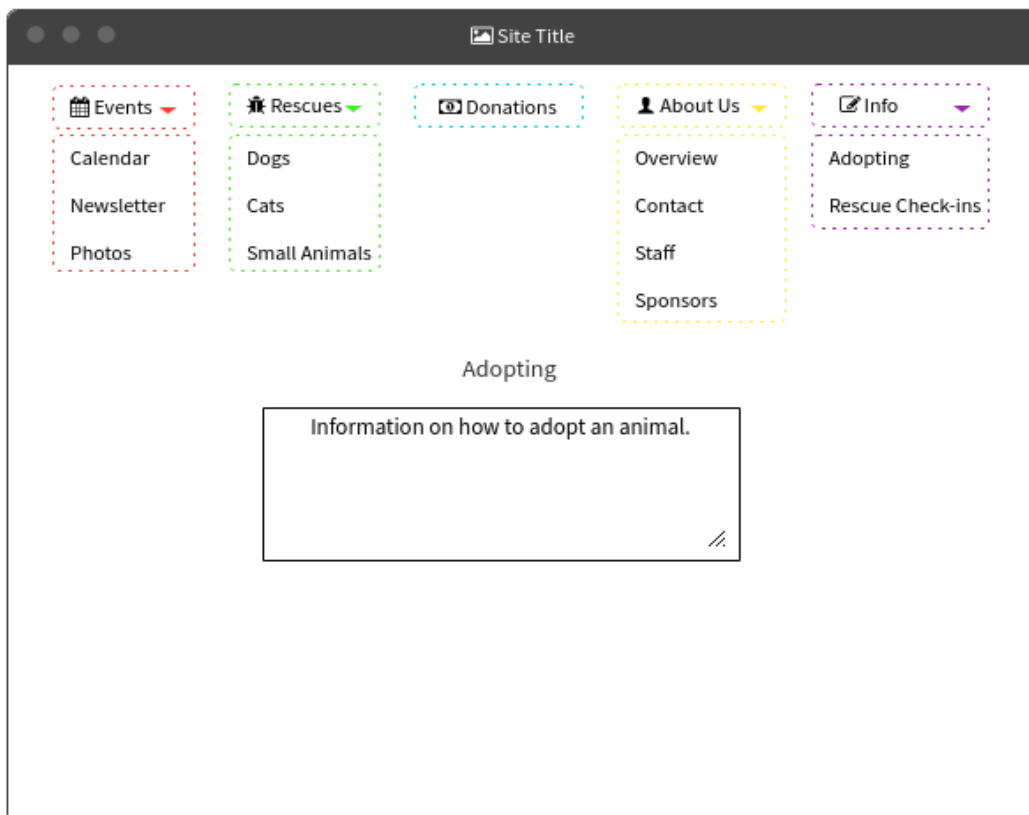 Site Title
Events
Rescues
Donations
About Us
Info
Calendar
Newsletter
Photos
Dogs
Cats
Small Animals
Overview
Contact
Staff
Sponsors
Adopting
Rescue Check-ins
Adopting
Information on how to adopt an animal.